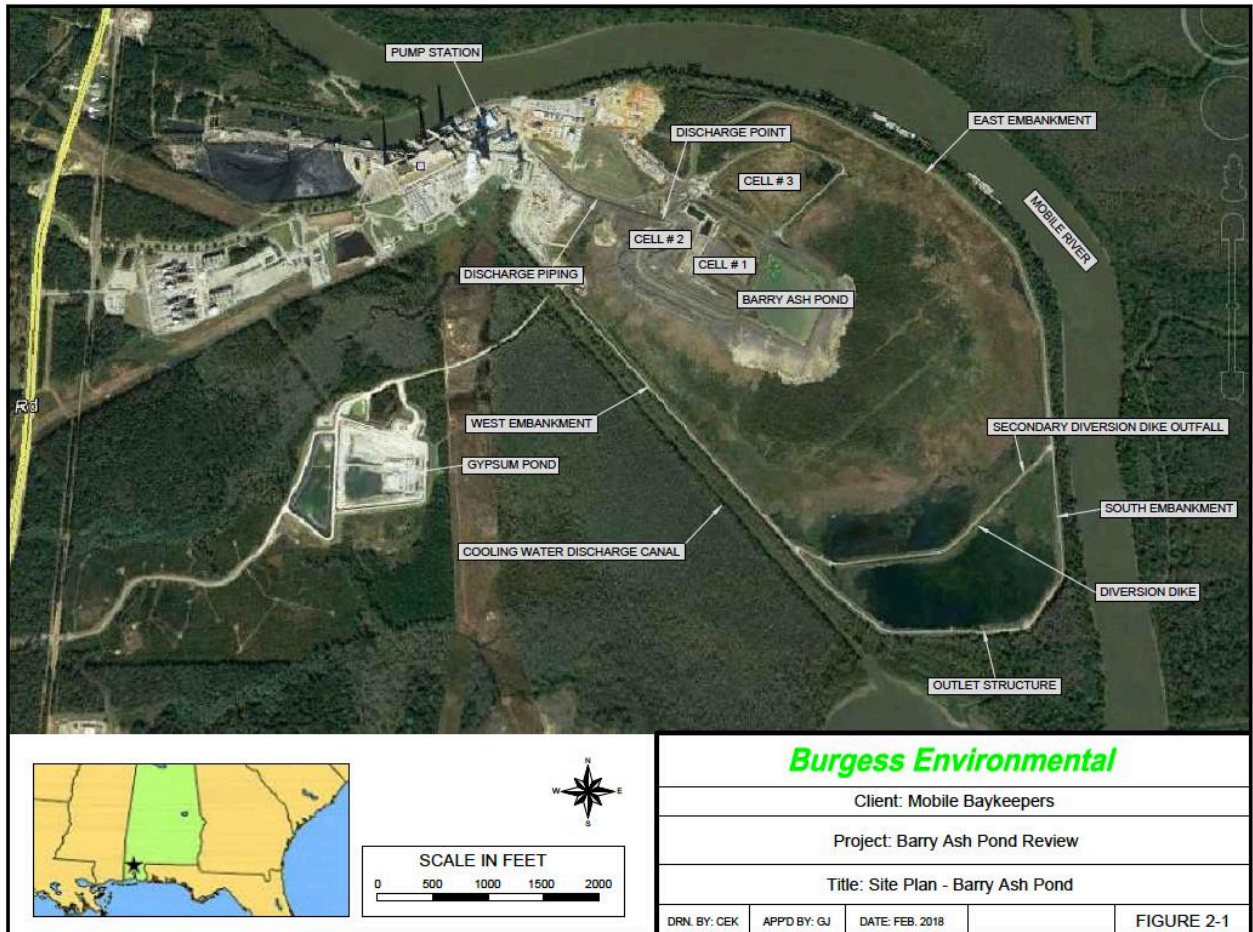 PUMP STATION
EAST EMBANKMENT
DISCHARGE POINT
CELL # 3
MOBILE RIVER
CELL # 2
CELL # 1
DISCHARGE PIPING
BARRY ASH POND
Rd
WEST EMBANKMENT
SECONDARY DIVERSION DIKE OUTFALL
GYPSUM POND
SOUTH EMBANKMENT
COOLING WATER DISCHARGE CANAL
DIVERSION DIKE
OUTLET STRUCTURE
N
W E
S
SCALE IN FEET
0 500 1000 1500 2000
Burgess Environmental
Client: Mobile Baykeepers
Project: Barry Ash Pond Review
Title: Site Plan - Barry Ash Pond
DRN. BY: CEK APP'D BY: GJ DATE: FEB. 2018 FIGURE 2-1